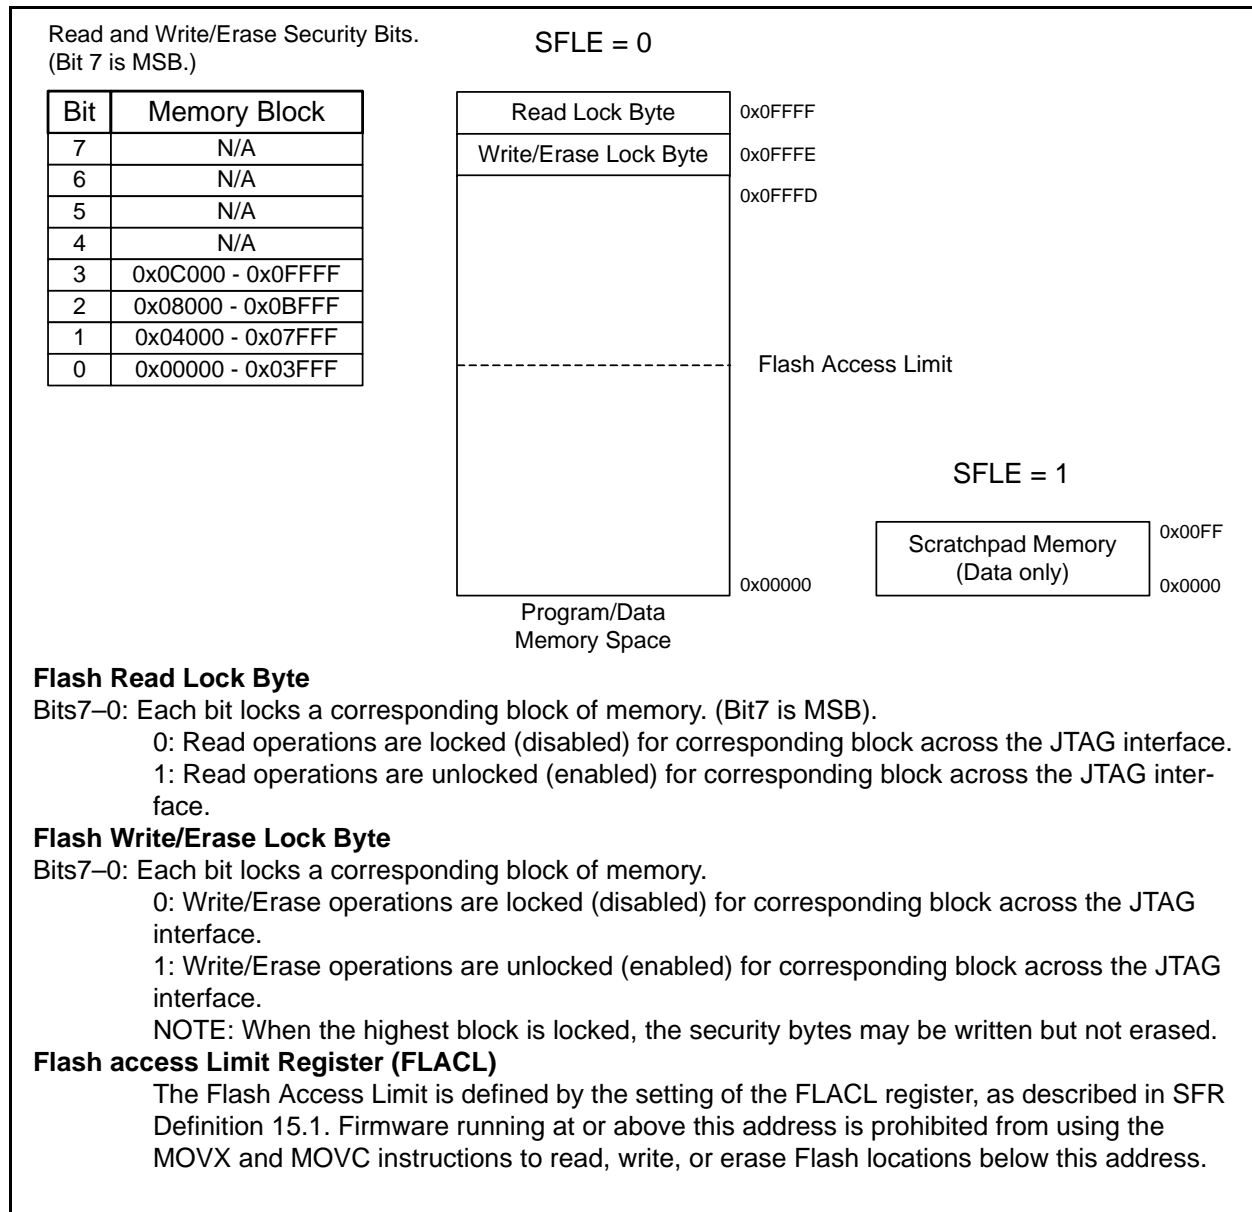 Read and Write/Erase Security Bits.
(Bit 7 is MSB.)
SFLE = 0
Bit Memory Block
7 N/A
6 N/A
5 N/A
4 N/A
3 0x0C000 - 0x0FFFF
2 0x08000 - 0x0BFFF
1 0x04000 - 0x07FFF
0 0x00000 - 0x03FFF
Read Lock Byte 0x0FFFF
Write/Erase Lock Byte 0x0FFFE
0x0FFFD
Flash Access Limit
0x00000
Program/Data
Memory Space
SFLE = 1
Scratchpad Memory
(Data only)
0x00FF
0x0000
Flash Read Lock Byte
Bits7–0: Each bit locks a corresponding block of memory. (Bit7 is MSB).
0: Read operations are locked (disabled) for corresponding block across the JTAG interface.
1: Read operations are unlocked (enabled) for corresponding block across the JTAG inter-
face.
Flash Write/Erase Lock Byte
Bits7–0: Each bit locks a corresponding block of memory.
0: Write/Erase operations are locked (disabled) for corresponding block across the JTAG
interface.
1: Write/Erase operations are unlocked (enabled) for corresponding block across the JTAG
interface.
NOTE: When the highest block is locked, the security bytes may be written but not erased.
Flash access Limit Register (FLACL)
The Flash Access Limit is defined by the setting of the FLACL register, as described in SFR
Definition 15.1. Firmware running at or above this address is prohibited from using the
MOVX and MOVC instructions to read, write, or erase Flash locations below this address.